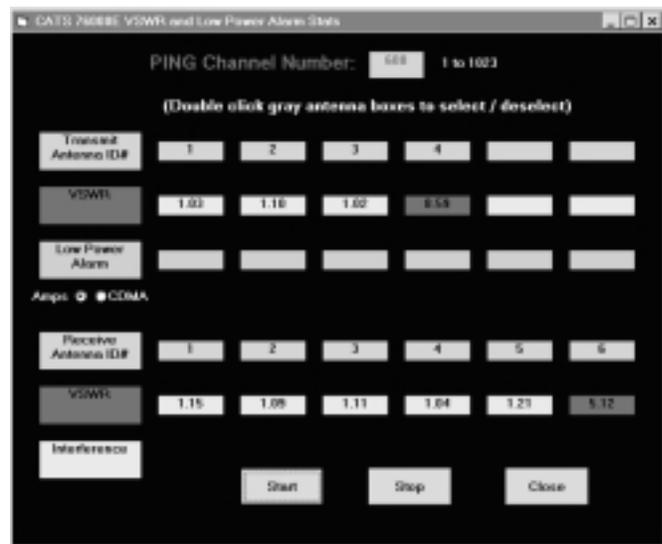 CATS 76000E VSWR and Low Power Alarm Stats
PING Channel Number: 600 1 to 1023
(Double click gray antenna boxes to select / deselect)
Transmit
Antenna ID# 1 2 3 4
VSWR 1.03 1.10 1.02 8.59
Low Power
Alarm
Amps CDMA
Receive
Antenna ID# 1 2 3 4 5 6
VSWR 1.15 1.09 1.11 1.04 1.21 5.12
Interference
Start Stop Close